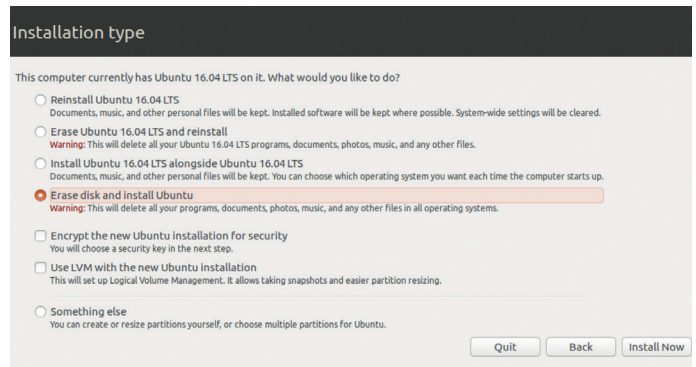 Installation type
This computer currently has Ubuntu 16.04 LTS on it. What would you like to do?
Reinstall Ubuntu 16.04 LTS
Documents, music, and other personal files will be kept. Installed software will be kept where possible. System-wide settings will be cleared.
Erase Ubuntu 16.04 LTS and reinstall
Warning: This will delete all your Ubuntu 16.04 LTS programs, documents, photos, music, and any other files.
Install Ubuntu 16.04 LTS alongside Ubuntu 16.04 LTS
Documents, music, and other personal files will be kept. You can choose which operating system you want each time the computer starts up.
Erase disk and install Ubuntu
Warning: This will delete all your programs, documents, photos, music, and any other files in all operating systems.
Encrypt the new Ubuntu installation for security
You will choose a security key in the next step.
Use LVM with the new Ubuntu installation
This will set up Logical Volume Management. It allows taking snapshots and easier partition resizing.
Something else
You can create or resize partitions yourself, or choose multiple partitions for Ubuntu.
Quit Back Install Now